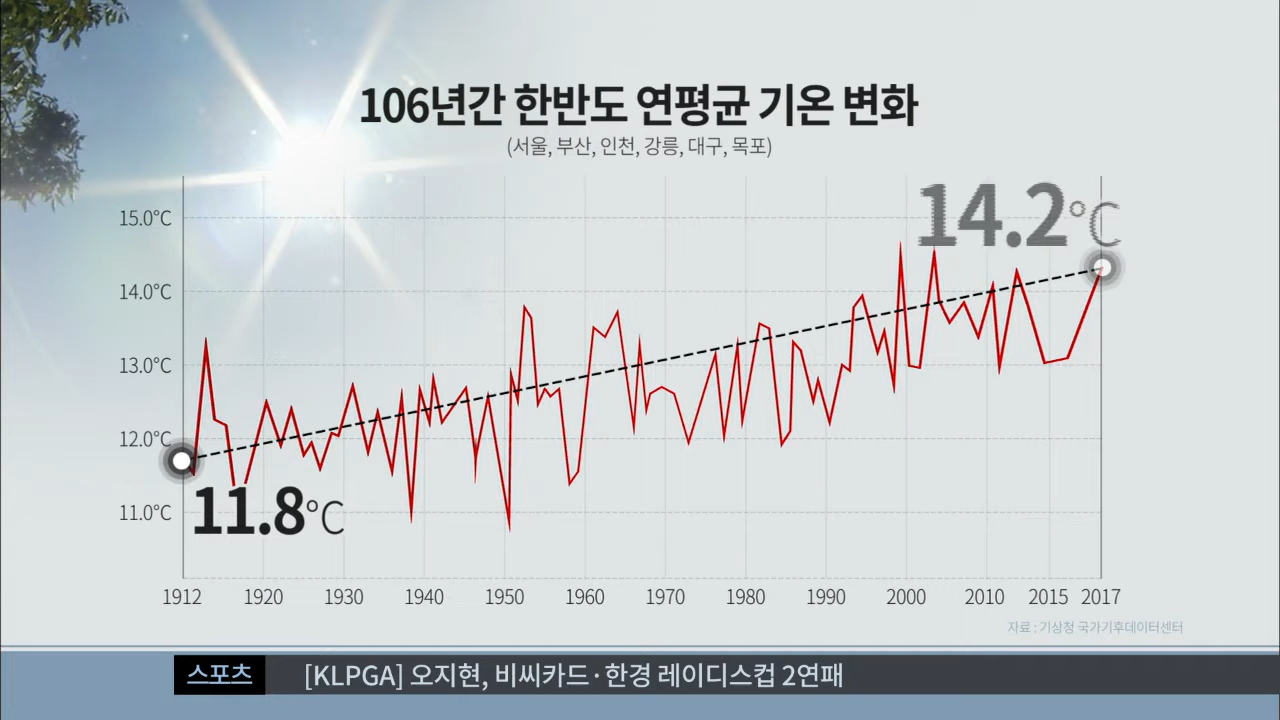 106년간 한반도 연평균 기온 변화
(서울, 부산, 인천, 강릉, 대구, 목포)
14.2°C
15.0°C
14.0°C
13.0°C
12.0°C
11.0°C
11.8°C
1912 1920 1930 1940 1950 1960 1970 1980 1990 2000 2010 2015 2017
자료 : 기상청 국가기후데이터센터
스포츠 [KLPGA] 오지현, 비씨카드·한경 레이디스컵 2연패